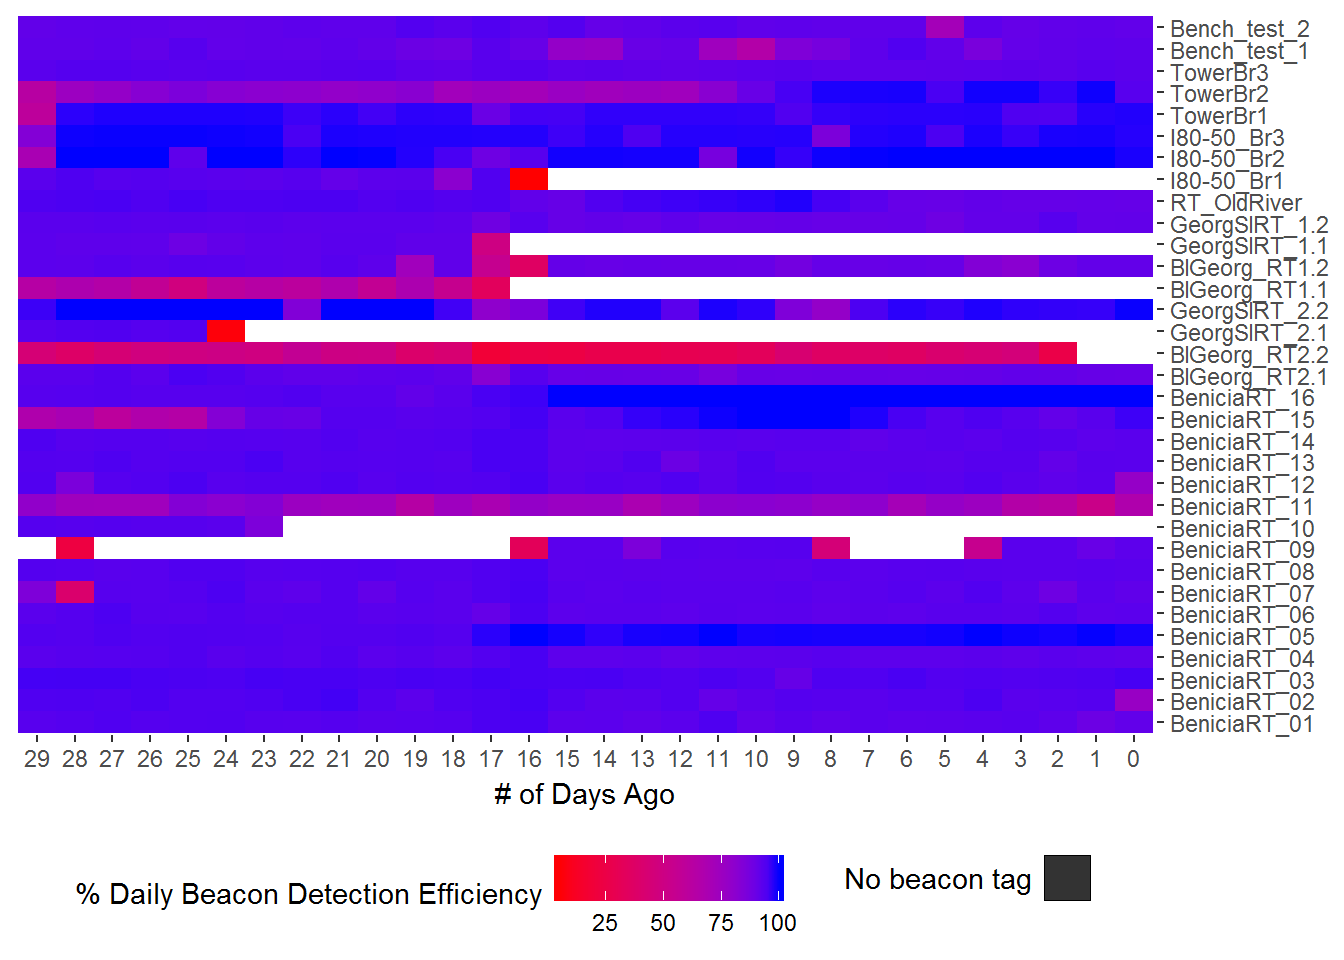 Bench_test_2
Bench_test_1
TowerBr3
TowerBr2
TowerBr1
I80-50_Br3
I80-50_Br2
I80-50_Br1
RT_OldRiver
GeorgSlRT_1.2
GeorgSlRT_1.1
BlGeorg_RT1.2
BlGeorg_RT1.1
GeorgSlRT_2.2
GeorgSlRT_2.1
BlGeorg_RT2.2
BlGeorg_RT2.1
BeniciaRT_16
BeniciaRT_15
BeniciaRT_14
BeniciaRT_13
BeniciaRT_12
BeniciaRT_11
BeniciaRT_10
BeniciaRT_09
BeniciaRT_08
BeniciaRT_07
BeniciaRT_06
BeniciaRT_05
BeniciaRT_04
BeniciaRT_03
BeniciaRT_02
BeniciaRT_01
29 28 27 26 25 24 23 22 21 20 19 18 17 16 15 14 13 12 11 10 9 8 7 6 5 4 3 2 1 0
# of Days Ago
% Daily Beacon Detection Efficiency
25 50 75 100
No beacon tag